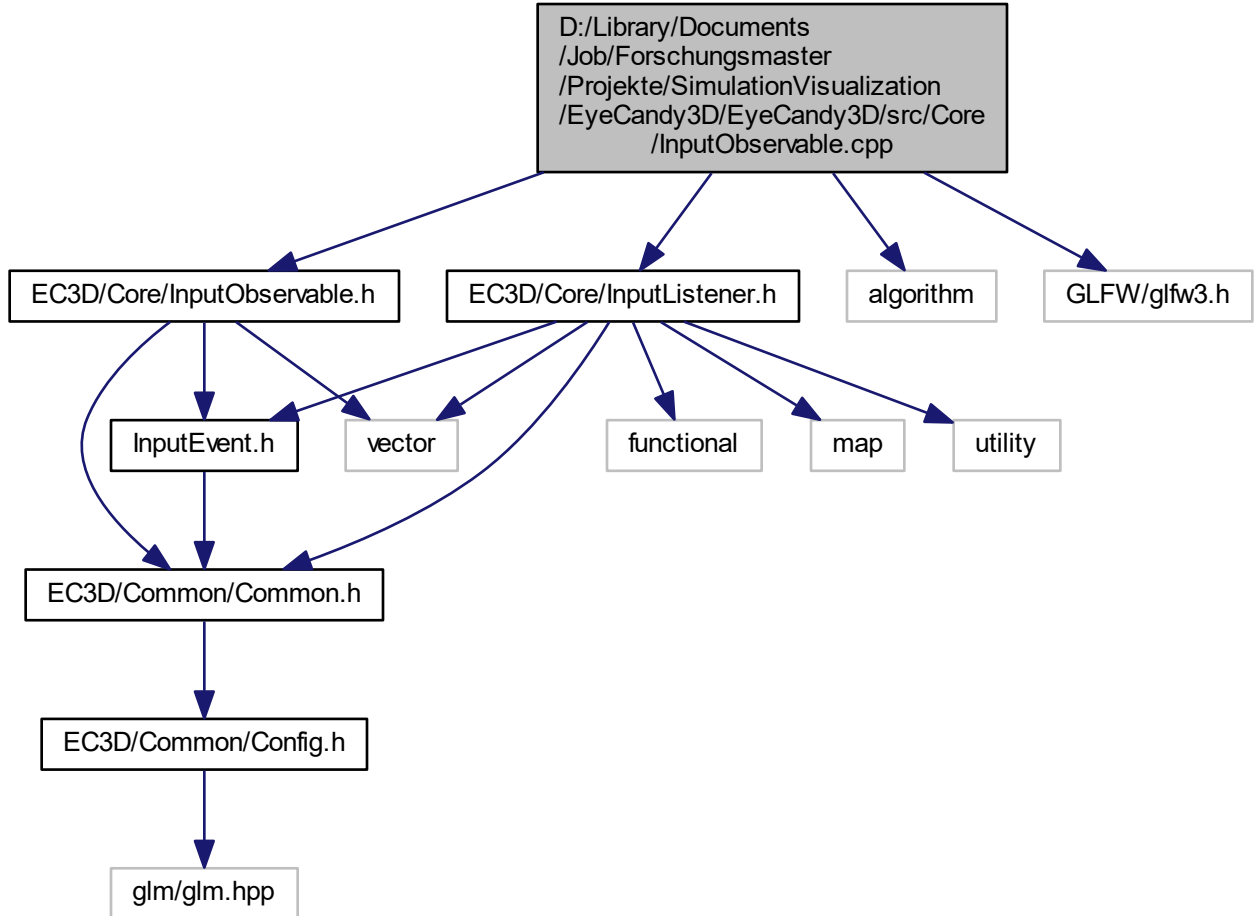 D:/Library/Documents
/Job/Forschungsmaster
/Projekte/SimulationVisualization
/EyeCandy3D/EyeCandy3D/src/Core
/InputObservable.cpp
EC3D/Core/InputObservable.h
EC3D/Core/InputListener.h
algorithm
GLFW/glfw3.h
InputEvent.h
vector
functional
map
utility
EC3D/Common/Common.h
EC3D/Common/Config.h
glm/glm.hpp